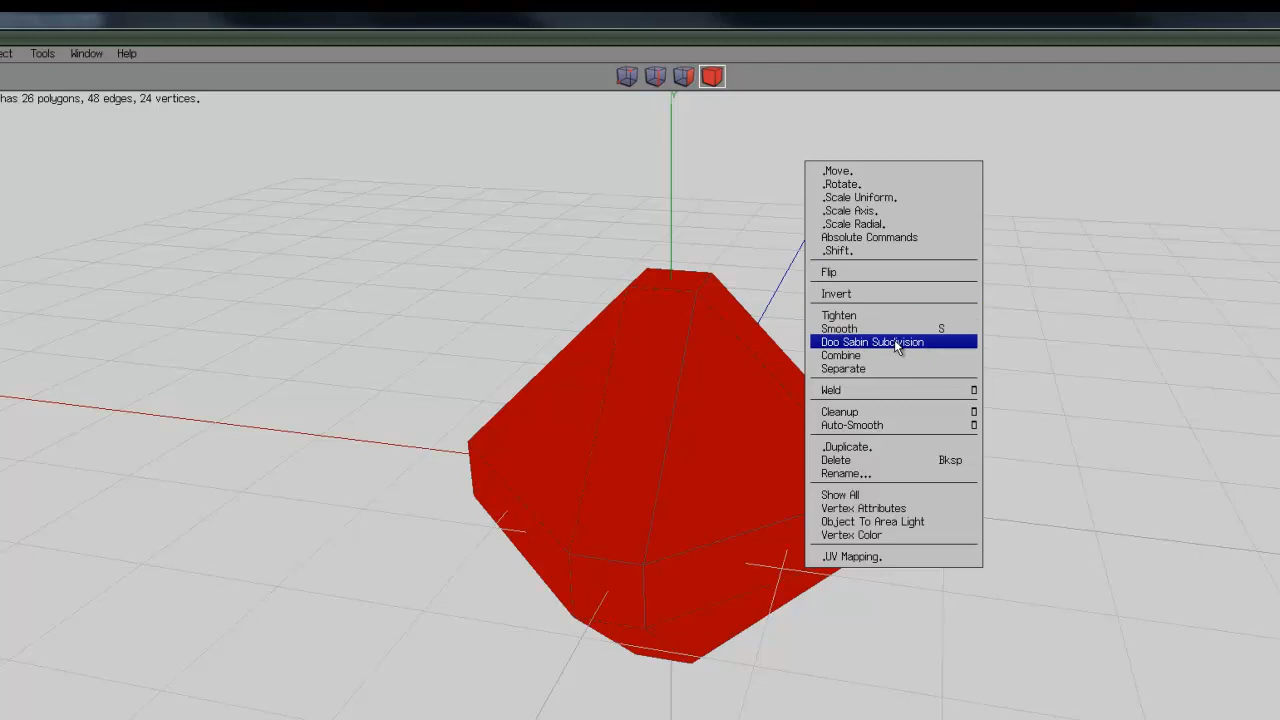 ect Tools Window Help
has 26 polygons, 48 edges, 24 vertices.
Y
.Move.
.Rotate.
.Scale Uniform.
.Scale Axis.
.Scale Radial.
Absolute Commands
.Shift.
Flip
Invert
Tighten
Smooth S
Doo Sabin Subdivision
Combine
Separate
Weld
Cleanup
Auto-Smooth
.Duplicate.
Delete Bksp
Rename...
Show All
Vertex Attributes
Object To Area Light
Vertex Color
.UV Mapping.